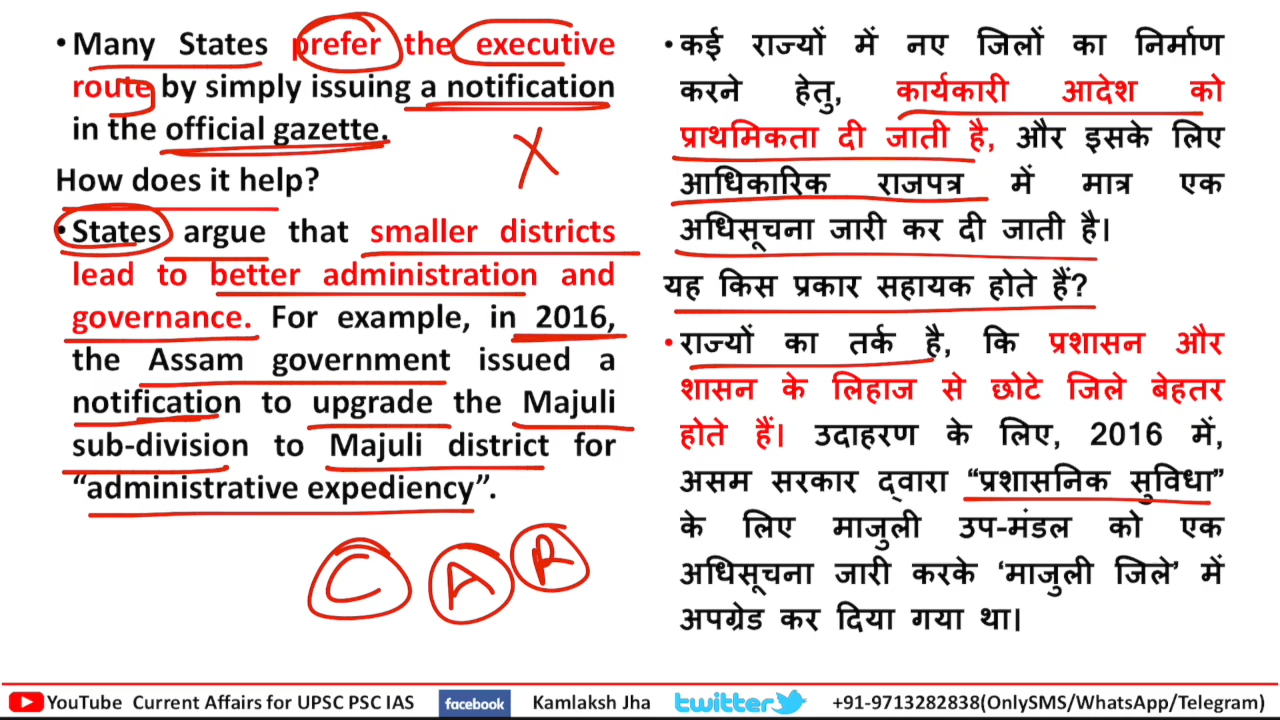 •Many States prefer the executive
route by simply issuing a notification
in the official gazette.
How does it help?
•States argue that smaller districts
lead to better administration and
governance. For example, in 2016,
the Assam government issued a
notification to upgrade the Majuli
sub-division to Majuli district for
“administrative expediency”.
X
C A R
•कई राज्यों में नए जिलों का निर्माण
करने हेतु, कार्यकारी आदेश को
प्राथमिकता दी जाती है, और इसके लिए
आधिकारिक राजपत्र में मात्र एक
अधिसूचना जारी कर दी जाती है।
यह किस प्रकार सहायक होते हैं?
•राज्यों का तर्क है, कि प्रशासन और
शासन के लिहाज से छोटे जिले बेहतर
होते हैं। उदाहरण के लिए, 2016 में,
असम सरकार द्वारा “प्रशासनिक सुविधा”
के लिए माजुली उप-मंडल को एक
अधिसूचना जारी करके ‘माजुली जिले’ में
अपग्रेड कर दिया गया था।
YouTube Current Affairs for UPSC PSC IAS facebook Kamlaksh Jha twitter +91-9713282838(OnlySMS/WhatsApp/Telegram)